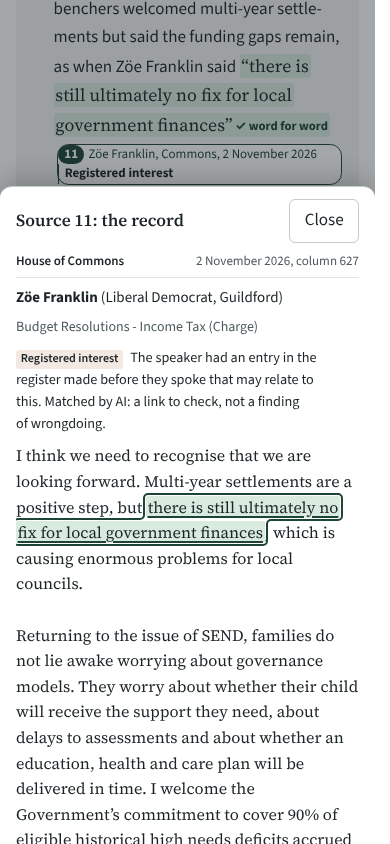 benchers welcomed multi-year settle-
ments but said the funding gaps remain,
as when Zöe Franklin said “there is
still ultimately no fix for local
government finances” ✓ word for word
11 Zöe Franklin, Commons, 2 November 2026
Registered interest
Source 11: the record
Close
House of Commons
2 November 2026, column 627
Zöe Franklin (Liberal Democrat, Guildford)
Budget Resolutions - Income Tax (Charge)
Registered interest The speaker had an entry in the
register made before they spoke that may relate to
this. Matched by AI: a link to check, not a finding
of wrongdoing.
I think we need to recognise that we are
looking forward. Multi-year settlements are a
positive step, but there is still ultimately no
fix for local government finances, which is
causing enormous problems for local
councils.
Returning to the issue of SEND, families do
not lie awake worrying about governance
models. They worry about whether their child
will receive the support they need, about
delays to assessments and about whether an
education, health and care plan will be
delivered in time. I welcome the
Government’s commitment to cover 90% of
eligible historical high needs deficits accrued